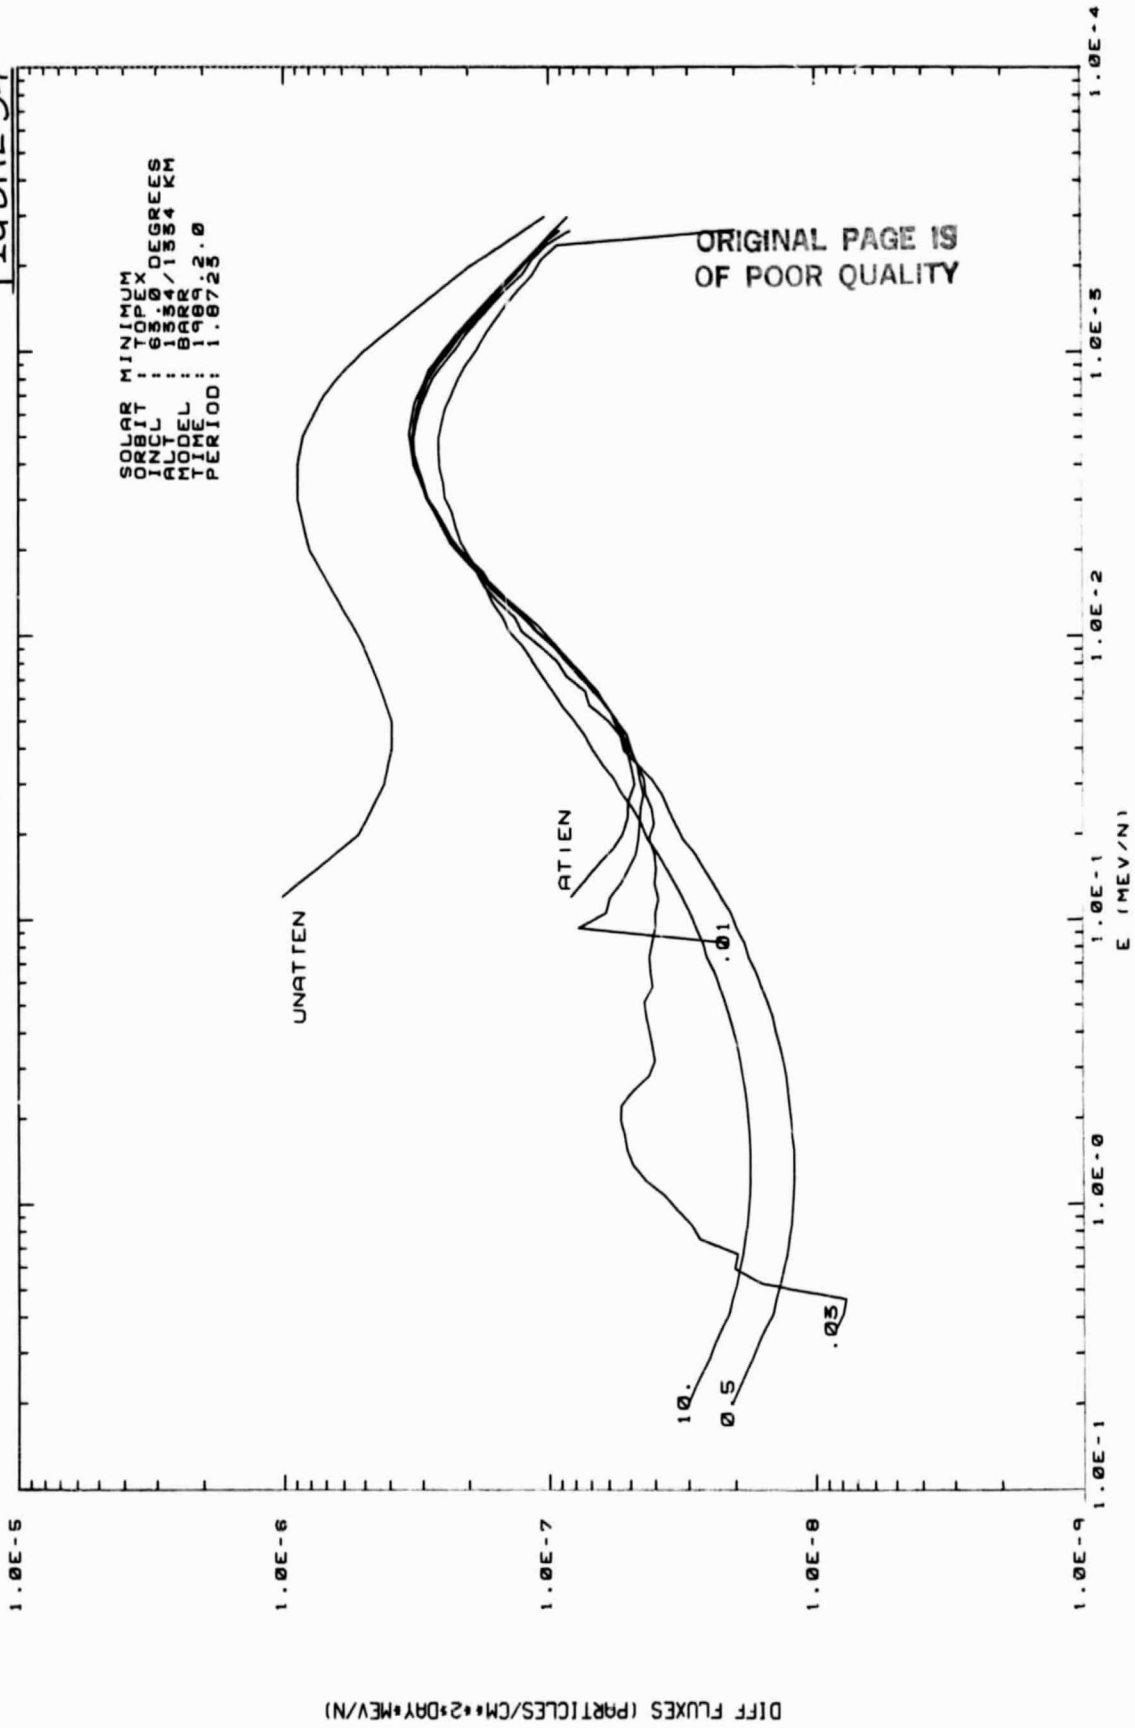 SOLAR MINIMUM
ORBIT : TOPEX
INCL : 63.0 DEGREES
ALT : 1334/1334 KM
MODEL : BARR
TIME : 1989.2.0
PERIOD: 1.8723
UNATTEN
ATTEN
.01
.03
10.
0.5
ORIGINAL PAGE IS
OF POOR QUALITY
1.0E-5
1.0E-6
1.0E-7
1.0E-8
1.0E-9
DIFF FLUXES (PARTICLES/CM**2*DAY*MEV/N)
1.0E-1
1.0E-0
1.0E-1
1.0E-2
1.0E-3
1.0E-4
E (MEV/N)